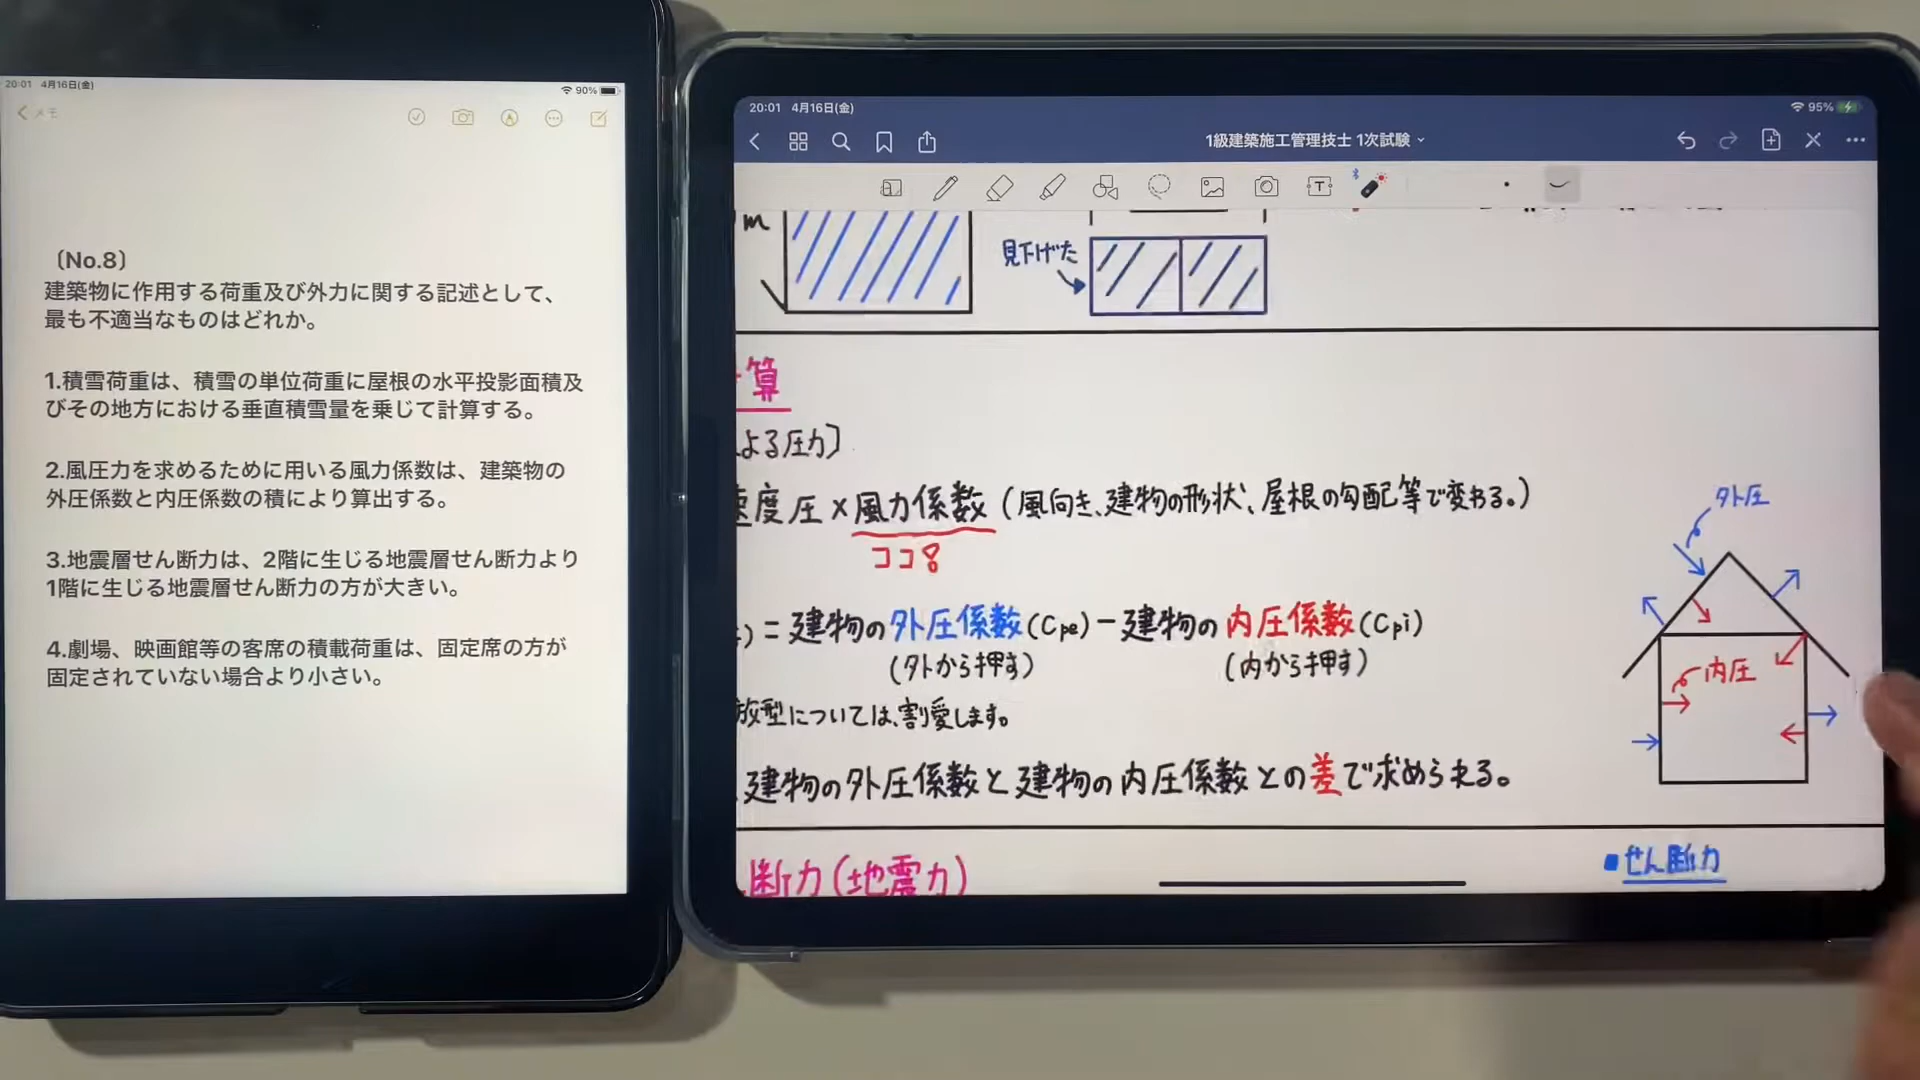 20:01 4月16日(金)
90%
メモ
〔No.8〕
建築物に作用する荷重及び外力に関する記述として、
最も不適当なものはどれか。
1.積雪荷重は、積雪の単位荷重に屋根の水平投影面積及
びその地方における垂直積雪量を乗じて計算する。
2.風圧力を求めるために用いる風力係数は、建築物の
外圧係数と内圧係数の積により算出する。
3.地震層せん断力は、2階に生じる地震層せん断力より
1階に生じる地震層せん断力の方が大きい。
4.劇場、映画館等の客席の積載荷重は、固定席の方が
固定されていない場合より小さい。
20:01 4月16日(金)
95%
1級建築施工管理技士 1次試験
m
見下げた
算
よる圧力〕
速度圧×風力係数(風向き、建物の形状、屋根の勾配等で変わる。)
ココ!
)=建物の外圧係数(Cpe)-建物の内圧係数(Cpi)
(外から押す)
(内から押す)
放型については、割愛します。
建物の外圧係数と建物の内圧係数との差で求められる。
外圧
内圧
断力(地震力)
■せん断力